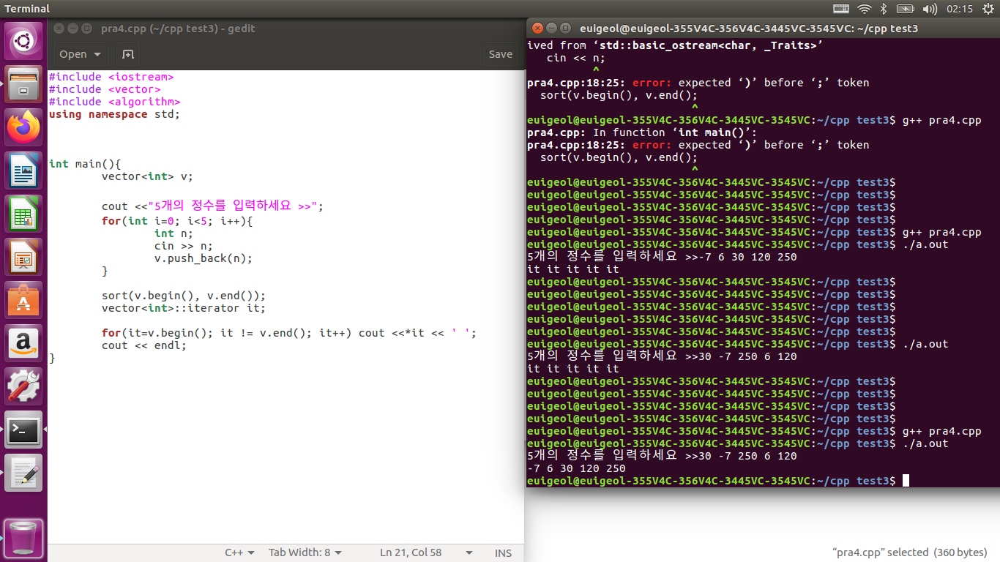 Terminal
02:15
pra4.cpp (~/cpp test3) - gedit
Open
Save
#include <iostream>
#include <vector>
#include <algorithm>
using namespace std;
int main(){
vector<int> v;
cout <<"5개의 정수를 입력하세요 >>";
for(int i=0; i<5; i++){
int n;
cin >> n;
v.push_back(n);
}
sort(v.begin(), v.end());
vector<int>::iterator it;
for(it=v.begin(); it != v.end(); it++) cout <<*it << ' ';
cout << endl;
}
C++
Tab Width: 8
Ln 21, Col 58
INS
euigeol@euigeol-355V4C-356V4C-3445VC-3545VC: ~/cpp test3
ived from ‘std::basic_ostream<char, _Traits>’
cin << n;
^
pra4.cpp:18:25: error: expected ‘)’ before ‘;’ token
sort(v.begin(), v.end();
^
euigeol@euigeol-355V4C-356V4C-3445VC-3545VC:~/cpp test3$ g++ pra4.cpp
pra4.cpp: In function ‘int main()’:
pra4.cpp:18:25: error: expected ‘)’ before ‘;’ token
sort(v.begin(), v.end();
^
euigeol@euigeol-355V4C-356V4C-3445VC-3545VC:~/cpp test3$
euigeol@euigeol-355V4C-356V4C-3445VC-3545VC:~/cpp test3$
euigeol@euigeol-355V4C-356V4C-3445VC-3545VC:~/cpp test3$
euigeol@euigeol-355V4C-356V4C-3445VC-3545VC:~/cpp test3$
euigeol@euigeol-355V4C-356V4C-3445VC-3545VC:~/cpp test3$ g++ pra4.cpp
euigeol@euigeol-355V4C-356V4C-3445VC-3545VC:~/cpp test3$ ./a.out
5개의 정수를 입력하세요 >>-7 6 30 120 250
it it it it it
euigeol@euigeol-355V4C-356V4C-3445VC-3545VC:~/cpp test3$
euigeol@euigeol-355V4C-356V4C-3445VC-3545VC:~/cpp test3$
euigeol@euigeol-355V4C-356V4C-3445VC-3545VC:~/cpp test3$
euigeol@euigeol-355V4C-356V4C-3445VC-3545VC:~/cpp test3$
euigeol@euigeol-355V4C-356V4C-3445VC-3545VC:~/cpp test3$
euigeol@euigeol-355V4C-356V4C-3445VC-3545VC:~/cpp test3$ ./a.out
5개의 정수를 입력하세요 >>30 -7 250 6 120
it it it it it
euigeol@euigeol-355V4C-356V4C-3445VC-3545VC:~/cpp test3$
euigeol@euigeol-355V4C-356V4C-3445VC-3545VC:~/cpp test3$
euigeol@euigeol-355V4C-356V4C-3445VC-3545VC:~/cpp test3$
euigeol@euigeol-355V4C-356V4C-3445VC-3545VC:~/cpp test3$
euigeol@euigeol-355V4C-356V4C-3445VC-3545VC:~/cpp test3$ g++ pra4.cpp
euigeol@euigeol-355V4C-356V4C-3445VC-3545VC:~/cpp test3$ ./a.out
5개의 정수를 입력하세요 >>30 -7 250 6 120
-7 6 30 120 250
euigeol@euigeol-355V4C-356V4C-3445VC-3545VC:~/cpp test3$
“pra4.cpp” selected (360 bytes)